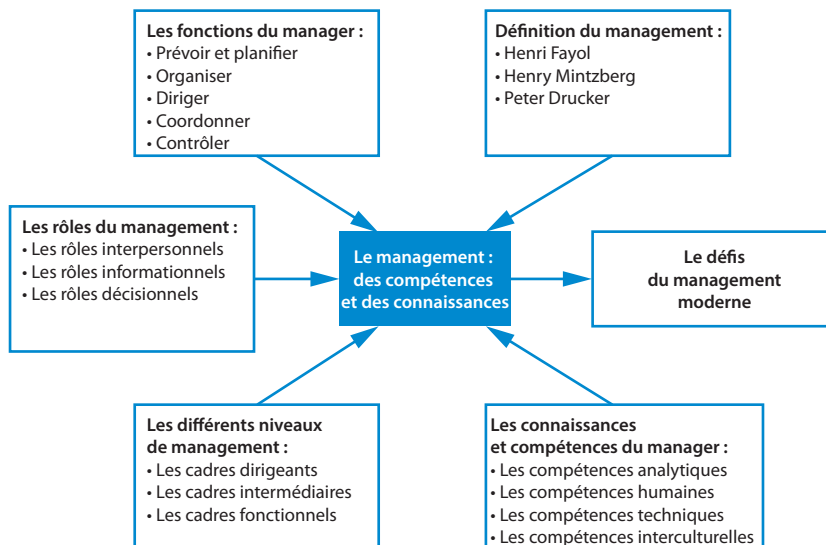 Les fonctions du manager :
• Prévoir et planifier
• Organiser
• Diriger
• Coordonner
• Contrôler
Définition du management :
• Henri Fayol
• Henry Mintzberg
• Peter Drucker
Les rôles du management :
• Les rôles interpersonnels
• Les rôles informationnels
• Les rôles décisionnels
Le management :
des compétences
et des connaissances
Le défis
du management
moderne
Les différents niveaux
de management :
• Les cadres dirigeants
• Les cadres intermédiaires
• Les cadres fonctionnels
Les connaissances
et compétences du manager :
• Les compétences analytiques
• Les compétences humaines
• Les compétences techniques
• Les compétences interculturelles